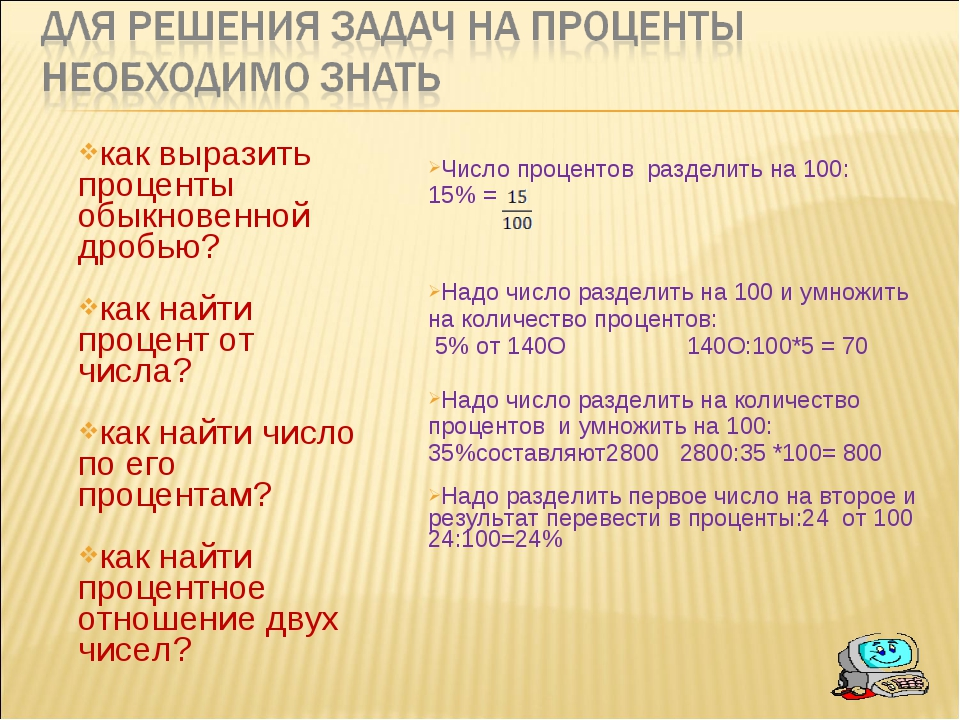 ДЛЯ РЕШЕНИЯ ЗАДАЧ НА ПРОЦЕНТЫ
НЕОБХОДИМО ЗНАТЬ
как выразить
проценты
обыкновенной
дробью?
как найти
процент от
числа?
как найти число
по его
процентам?
как найти
процентное
отношение двух
чисел?
Число процентов разделить на 100:
15% = 15/100
Надо число разделить на 100 и умножить
на количество процентов:
5% от 140О 140О:100*5 = 70
Надо число разделить на количество
процентов и умножить на 100:
35%составляют2800 2800:35 *100= 800
Надо разделить первое число на второе и
результат перевести в проценты:24 от 100
24:100=24%